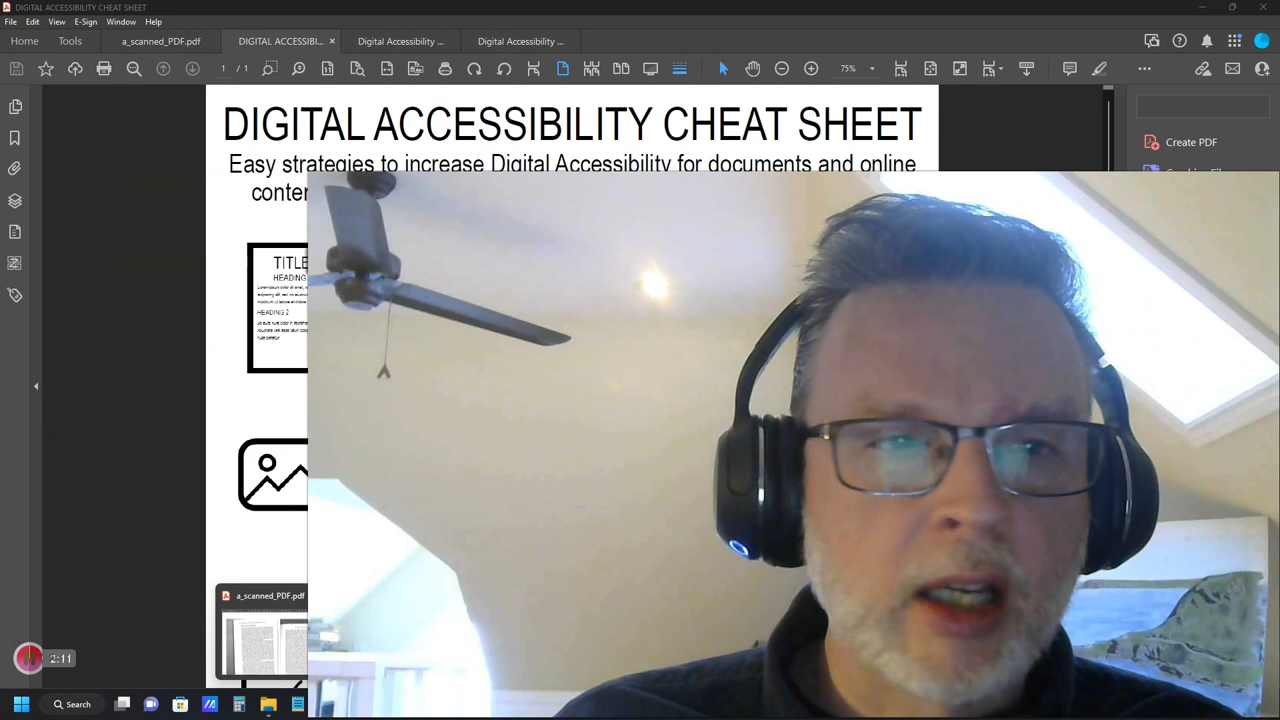 DIGITAL ACCESSIBILITY CHEAT SHEET
File Edit View E-Sign Window Help
Home Tools a_scanned_PDF.pdf DIGITAL ACCESSIBI... × Digital Accessibility ... Digital Accessibility ...
1 / 1 75%
DIGITAL ACCESSIBILITY CHEAT SHEET
Easy strategies to increase Digital Accessibility for documents and online
Create PDF
TITLE
HEADING
HEADING 2
a_scanned_PDF.pdf
2:11
Search